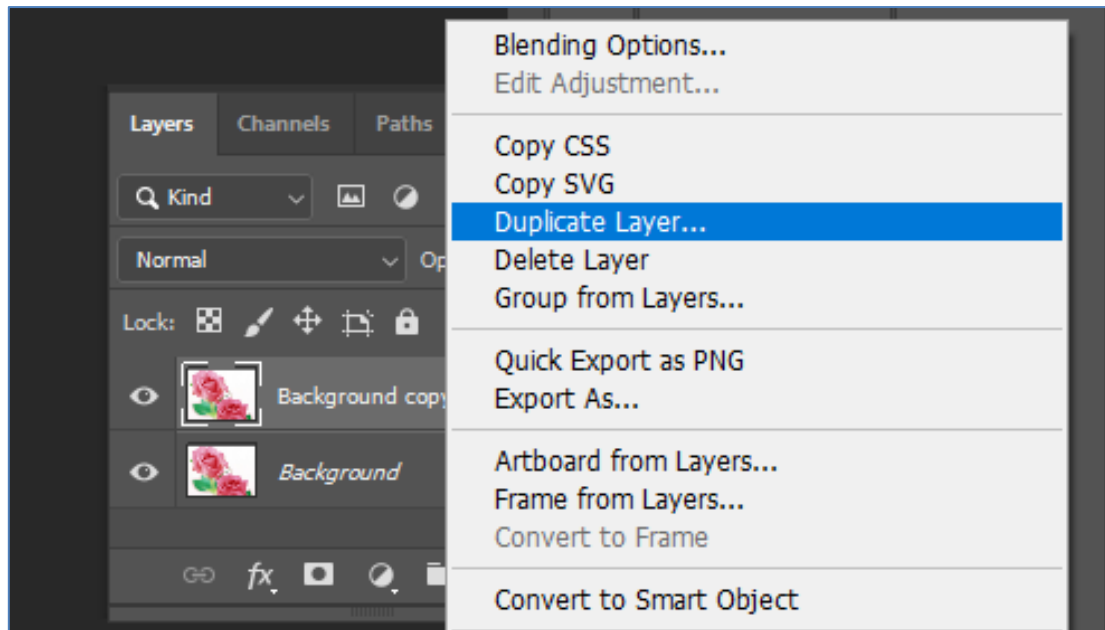 Layers Channels Paths
Kind
Normal
Lock:
Background copy
Background
Blending Options...
Edit Adjustment...
Copy CSS
Copy SVG
Duplicate Layer...
Delete Layer
Group from Layers...
Quick Export as PNG
Export As...
Artboard from Layers...
Frame from Layers...
Convert to Frame
Convert to Smart Object